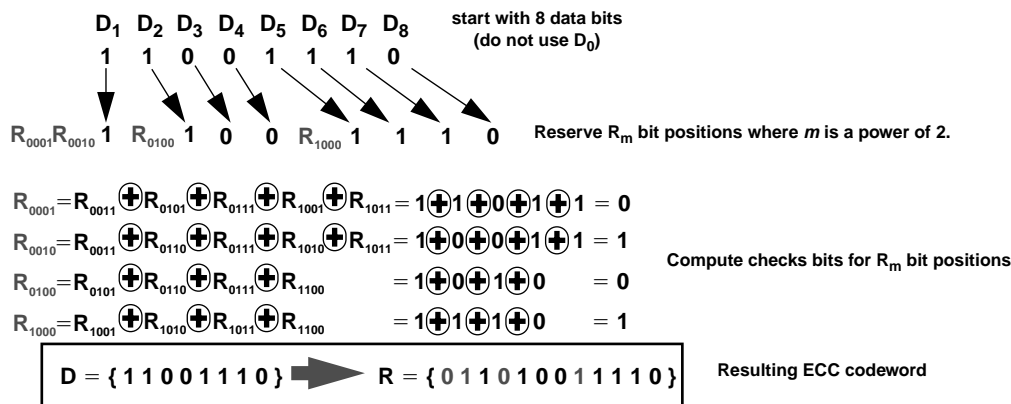 D1 D2 D3 D4 D5 D6 D7 D8
start with 8 data bits
(do not use D0)
1 1 0 0 1 1 1 0
R0001R0010 1 R0100 1 0 0 R1000 1 1 1 0
Reserve Rm bit positions where m is a power of 2.
R0001=R0011⊕R0101⊕R0111⊕R1001⊕R1011=1⊕1⊕0⊕1⊕1 = 0
R0010=R0011⊕R0110⊕R0111⊕R1010⊕R1011=1⊕0⊕0⊕1⊕1 = 1
Compute checks bits for Rm bit positions
R0100=R0101⊕R0110⊕R0111⊕R1100 =1⊕0⊕1⊕0 = 0
R1000=R1001⊕R1010⊕R1011⊕R1100 =1⊕1⊕1⊕0 = 1
D = { 1 1 0 0 1 1 1 0 } R = { 0 1 1 0 1 0 0 1 1 1 1 0 }
Resulting ECC codeword